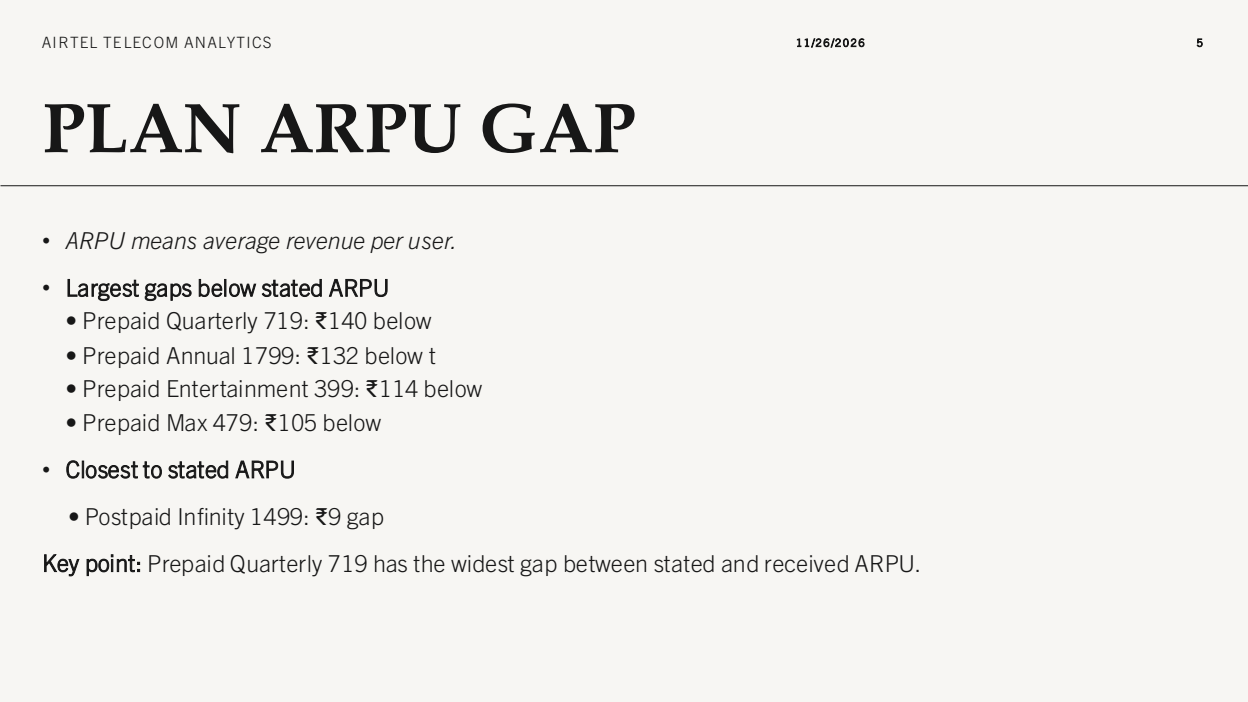 AIRTEL TELECOM ANALYTICS
11/26/2026
5
PLAN ARPU GAP
• ARPU means average revenue per user.
• Largest gaps below stated ARPU
• Prepaid Quarterly 719: ₹140 below
• Prepaid Annual 1799: ₹132 below t
• Prepaid Entertainment 399: ₹114 below
• Prepaid Max 479: ₹105 below
• Closest to stated ARPU
• Postpaid Infinity 1499: ₹9 gap
Key point: Prepaid Quarterly 719 has the widest gap between stated and received ARPU.